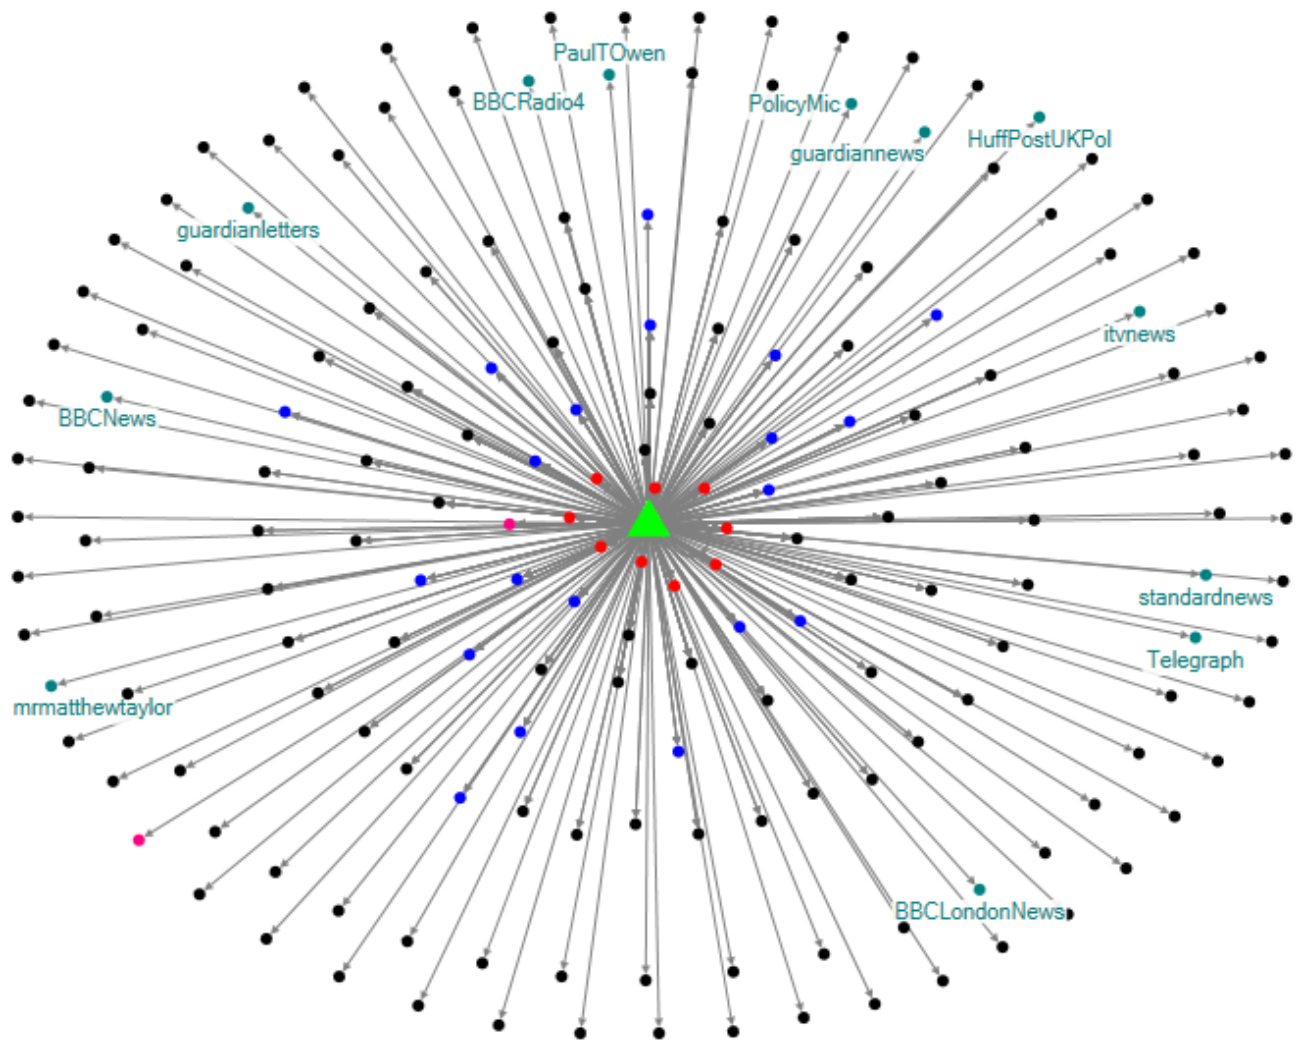 PaulTOwen
BBCRadio4
PolicyMic
guardiannews
HuffPostUKPol
guardianletters
itvnews
BBCNews
standardnews
Telegraph
mrmatthewtaylor
BBCLondonNews